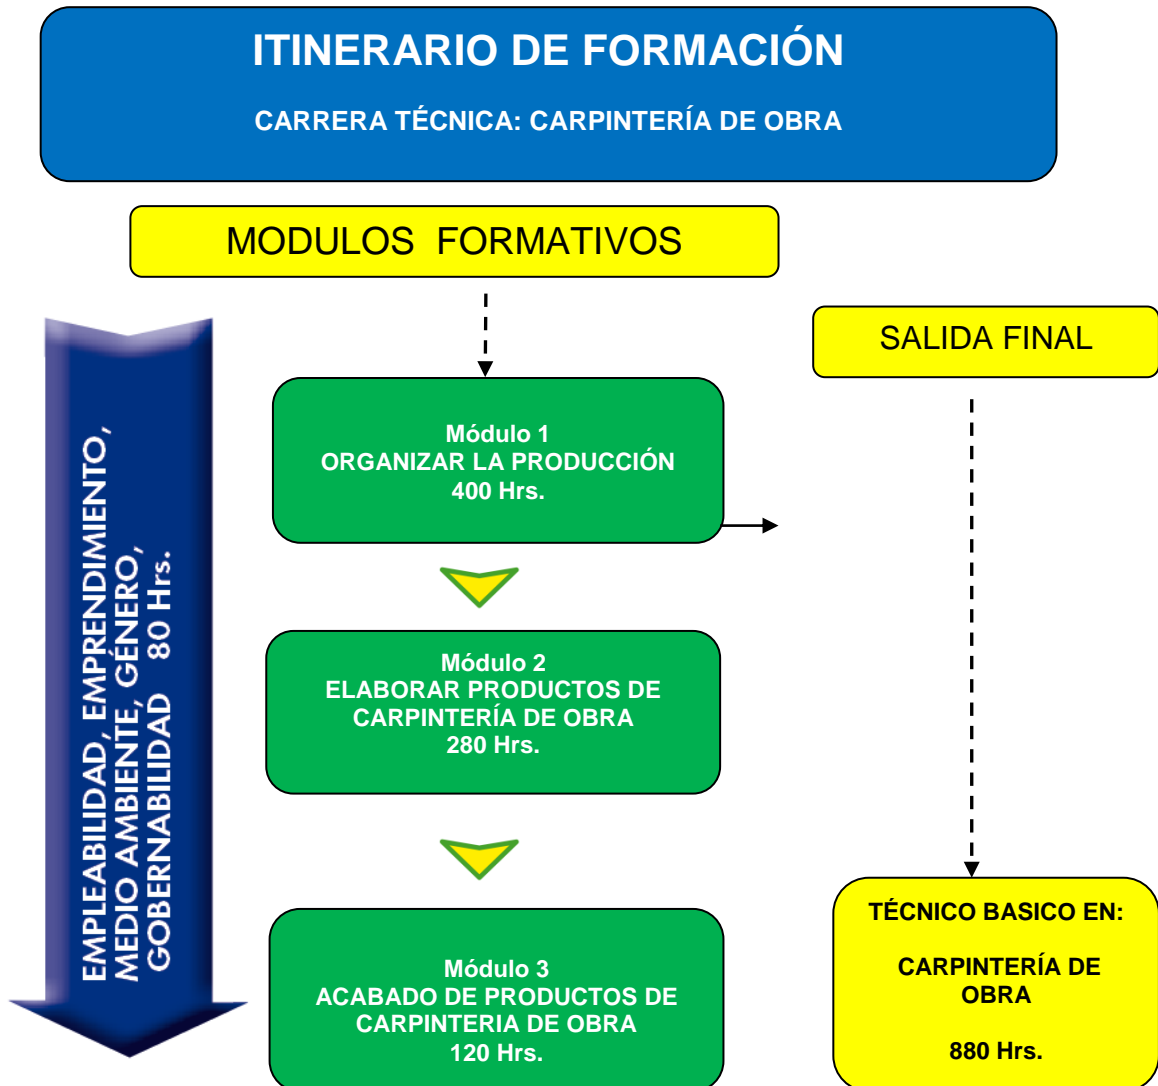 ITINERARIO DE FORMACIÓN
CARRERA TÉCNICA: CARPINTERÍA DE OBRA
MODULOS FORMATIVOS
SALIDA FINAL
EMPLEABILIDAD, EMPRENDIMIENTO,
MEDIO AMBIENTE, GÉNERO,
GOBERNABILIDAD 80 Hrs.
Módulo 1
ORGANIZAR LA PRODUCCIÓN
400 Hrs.
Módulo 2
ELABORAR PRODUCTOS DE
CARPINTERÍA DE OBRA
280 Hrs.
Módulo 3
ACABADO DE PRODUCTOS DE
CARPINTERIA DE OBRA
120 Hrs.
TÉCNICO BASICO EN:
CARPINTERÍA DE
OBRA
880 Hrs.